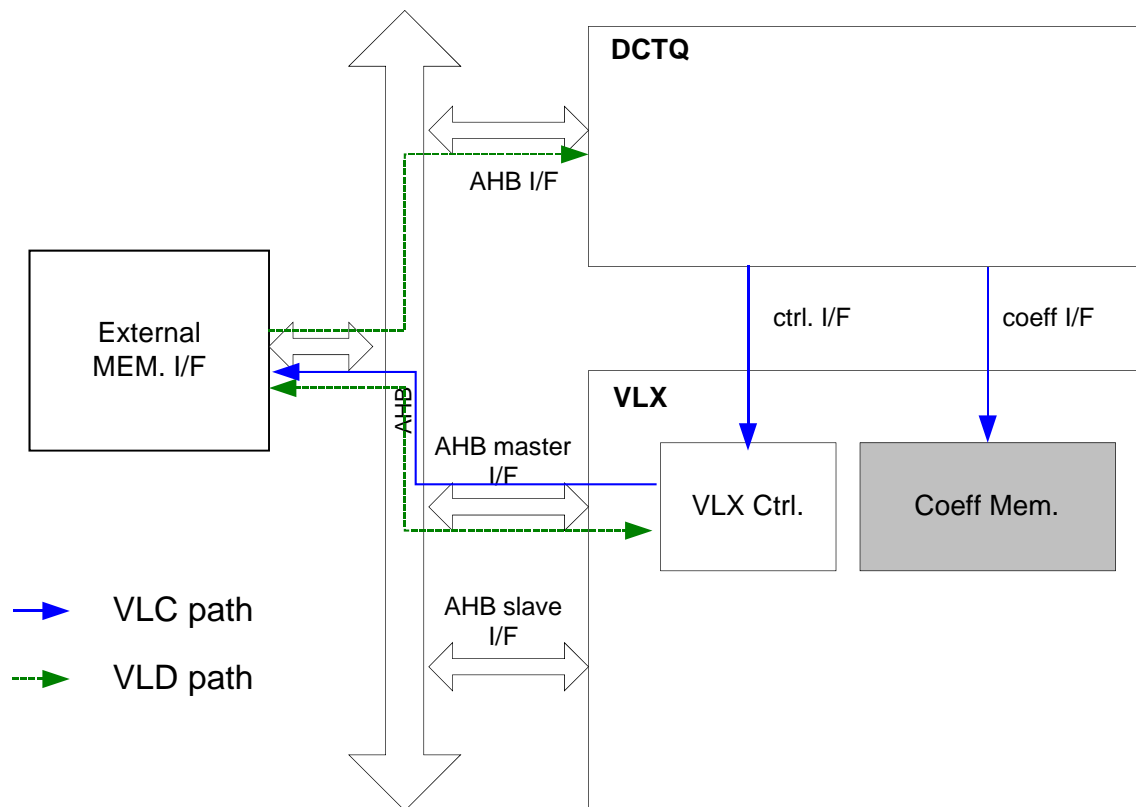 DCTQ
AHB I/F
External
MEM. I/F
ctrl. I/F
coeff I/F
AHB
VLX
AHB master
I/F
VLX Ctrl.
Coeff Mem.
VLC path
AHB slave
I/F
VLD path